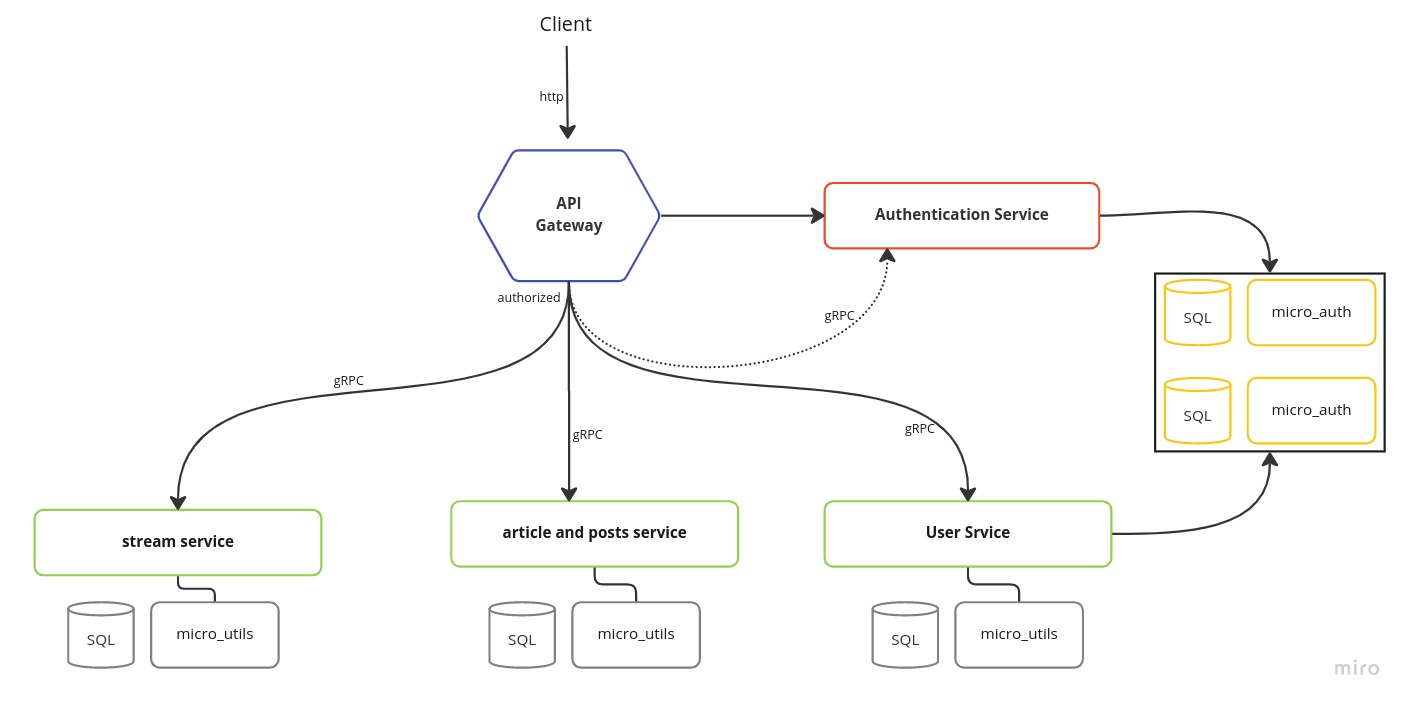 Client
http
API
Gateway
Authentication Service
authorized
gRPC
SQL
micro_auth
gRPC
SQL
micro_auth
gRPC
gRPC
stream service
article and posts service
User Srvice
SQL
micro_utils
SQL
micro_utils
SQL
micro_utils
miro